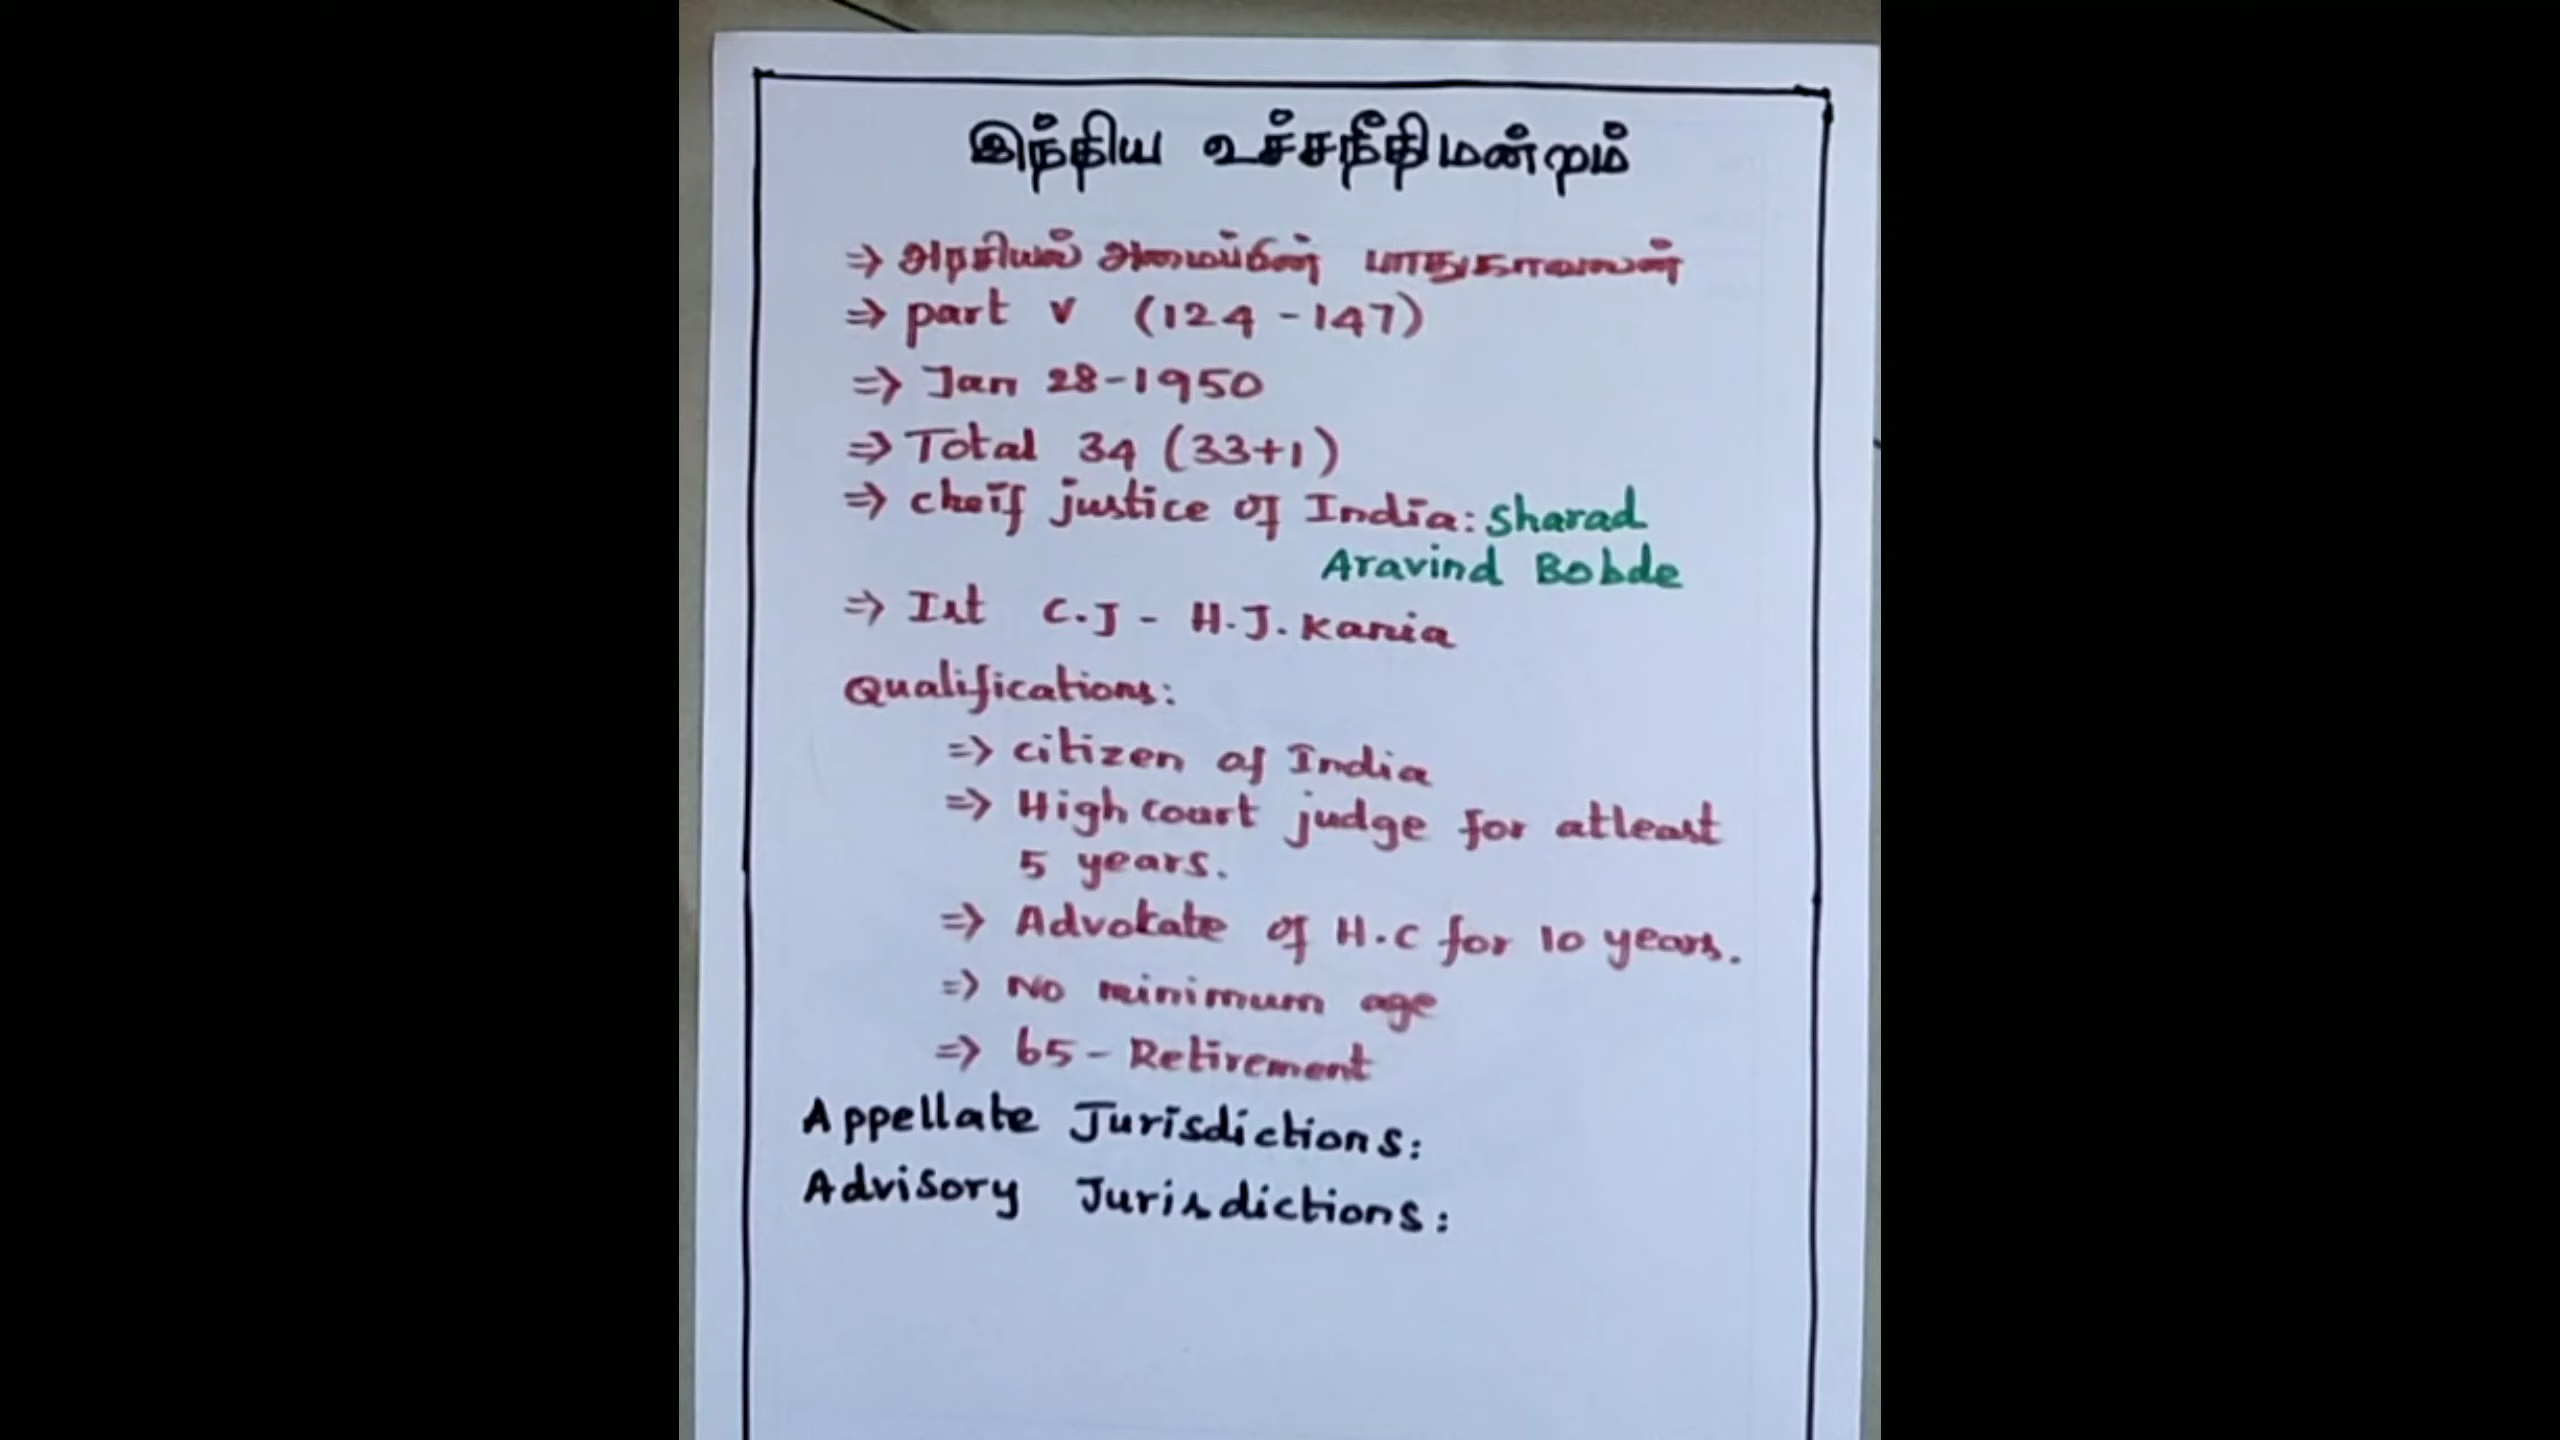 இந்திய உச்சநீதிமன்றம்
⇒ அரசியல் அமைப்பின் பாதுகாவலன்
⇒ part V (124 - 147)
⇒ Jan 28-1950
⇒ Total 34 (33+1)
⇒ cheif justice of India: Sharad
Aravind Bobde
⇒ Ist C.J - H.J. Kania
Qualifications:
⇒ citizen of India
⇒ High court judge for atleast
5 years.
⇒ Advokate of H.C for 10 years.
⇒ No minimum age
⇒ 65 - Retirement
Appellate Jurisdictions:
Advisory Jurisdictions: